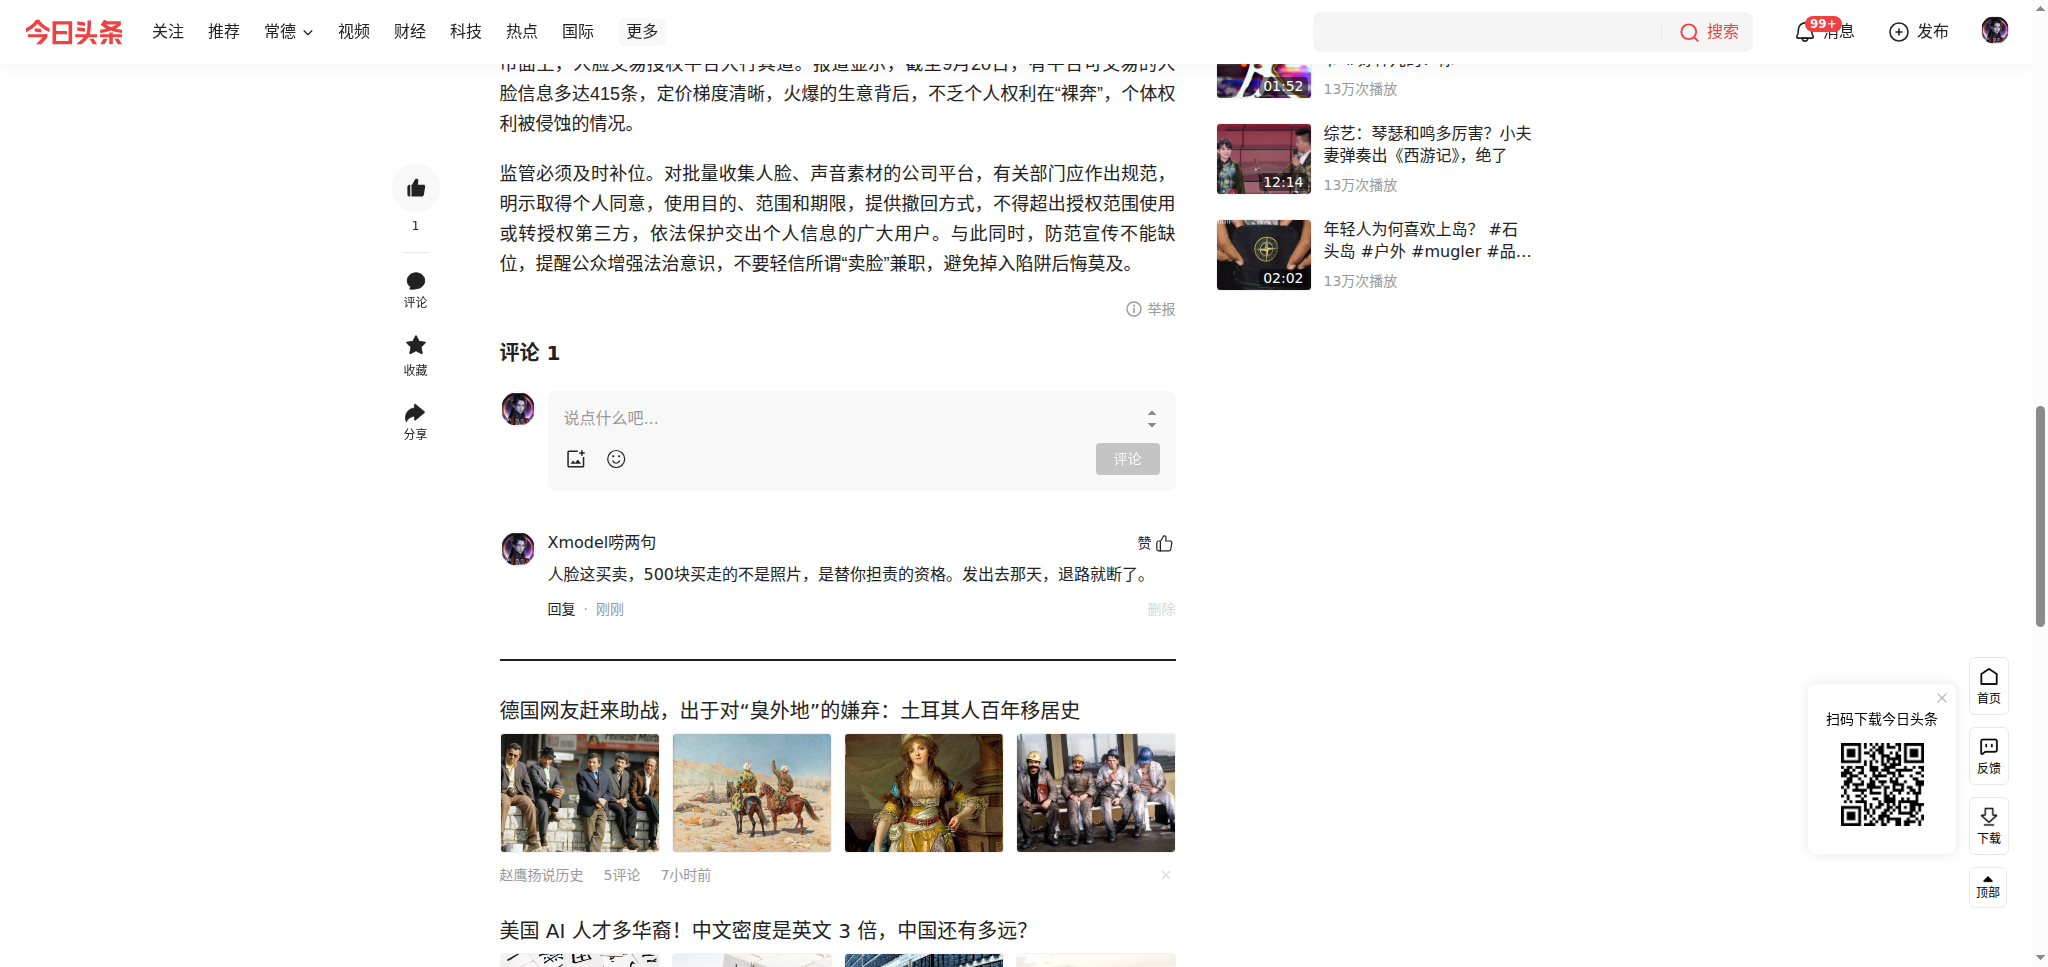 今日头条
关注 推荐 常德 视频 财经 科技 热点 国际 更多
搜索
99+
消息
发布
脸信息多达415条，定价梯度清晰，火爆的生意背后，不乏个人权利在“裸奔”，个体权
利被侵蚀的情况。
监管必须及时补位。对批量收集人脸、声音素材的公司平台，有关部门应作出规范，
明示取得个人同意，使用目的、范围和期限，提供撤回方式，不得超出授权范围使用
或转授权第三方，依法保护交出个人信息的广大用户。与此同时，防范宣传不能缺
位，提醒公众增强法治意识，不要轻信所谓“卖脸”兼职，避免掉入陷阱后悔莫及。
举报
1
评论
收藏
分享
评论 1
说点什么吧...
评论
Xmodel唠两句
赞
人脸这买卖，500块买走的不是照片，是替你担责的资格。发出去那天，退路就断了。
回复 · 刚刚
删除
德国网友赶来助战，出于对“臭外地”的嫌弃：土耳其人百年移居史
赵鹰扬说历史 5评论 7小时前
美国 AI 人才多华裔！中文密度是英文 3 倍，中国还有多远？
01:52
13万次播放
12:14
综艺：琴瑟和鸣多厉害？小夫
妻弹奏出《西游记》，绝了
13万次播放
02:02
年轻人为何喜欢上岛？ #石
头岛 #户外 #mugler #品...
13万次播放
扫码下载今日头条
首页
反馈
下载
顶部